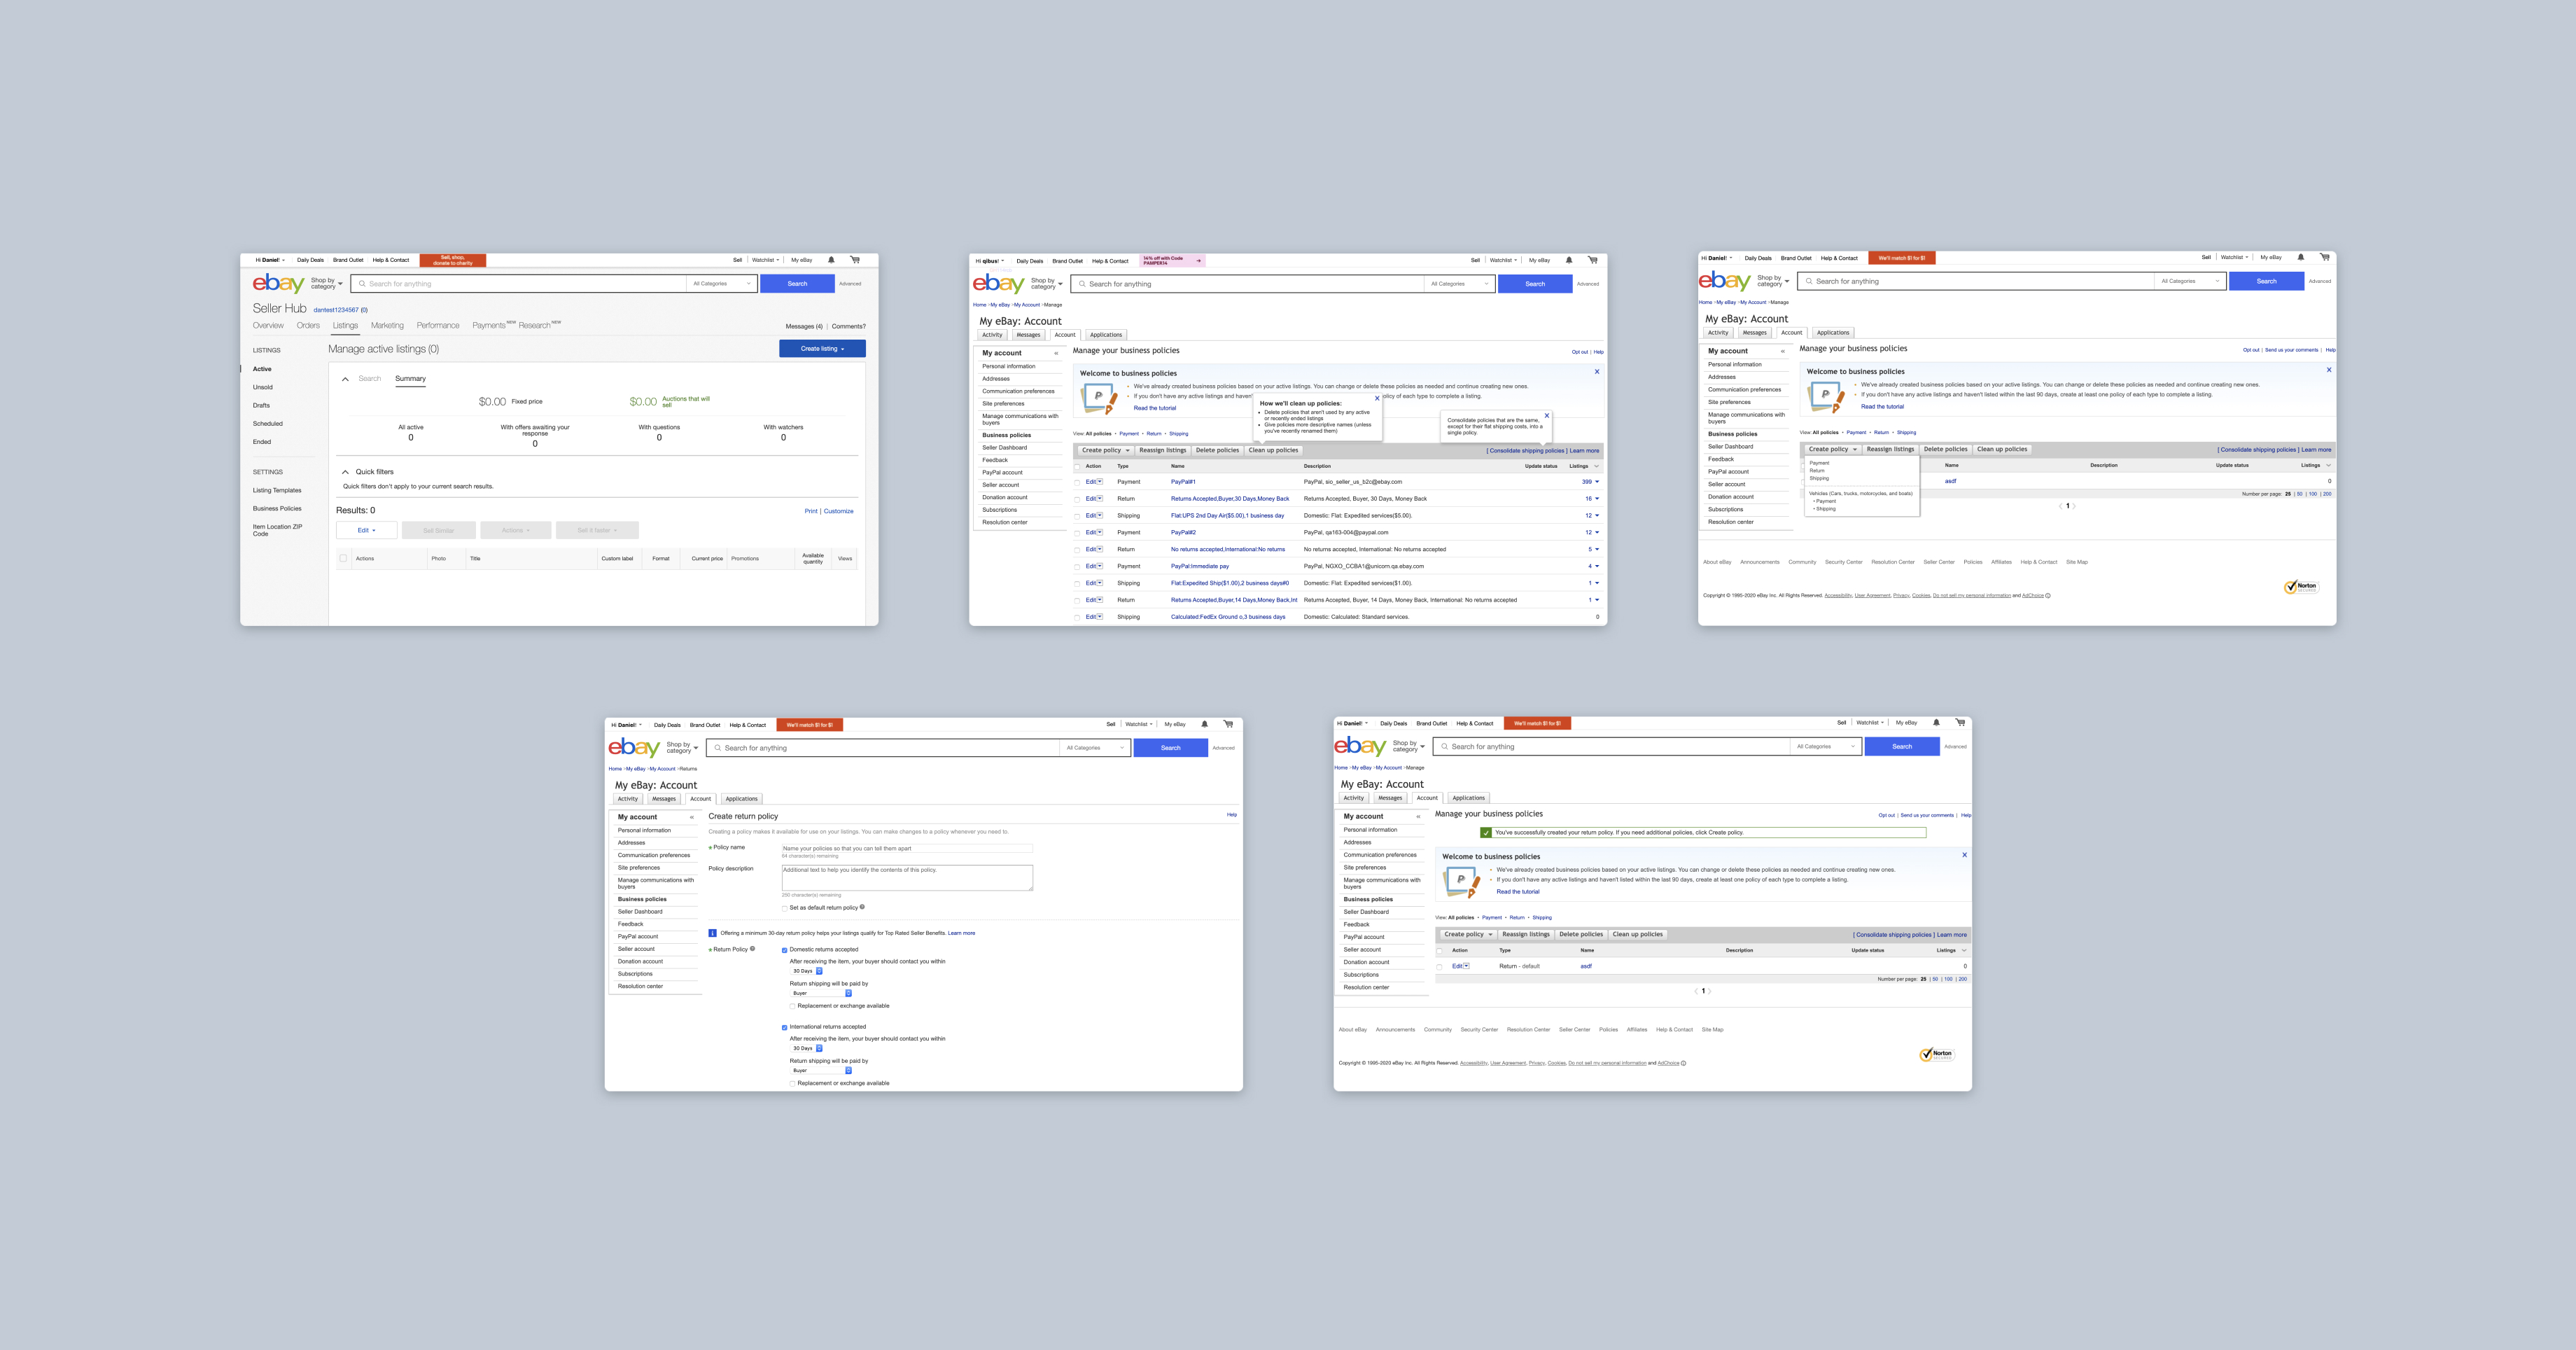 Hi Daniel! Daily Deals Brand Outlet Help & Contact Sell, shop, donate to charity Sell Watchlist My eBay
ebay Shop by category Search for anything All Categories Search Advanced
Seller Hub dantest1234567 (0)
Overview Orders Listings Marketing Performance Payments NEW Research NEW Messages (4) | Comments?
LISTINGS
Active
Unsold
Drafts
Scheduled
Ended
SETTINGS
Listing Templates
Business Policies
Item Location ZIP Code
Manage active listings (0) Create listing
Search Summary
$0.00 Fixed price $0.00 Auctions that will sell
All active With offers awaiting your response With questions With watchers
0 0 0 0
Quick filters
Quick filters don't apply to your current search results.
Results: 0 Print | Customize
Edit Sell Similar Actions Sell it faster
Actions Photo Title Custom label Format Current price Promotions Available quantity Views
Hi qibus! Daily Deals Brand Outlet Help & Contact 14% off with Code PAMPER14 Sell Watchlist My eBay
ebay Shop by category Search for anything All Categories Search Advanced
Home >My eBay >My Account >Manage
My eBay: Account
Activity Messages Account Applications
My account «
Personal information
Addresses
Communication preferences
Site preferences
Manage communications with buyers
Business policies
Seller Dashboard
Feedback
PayPal account
Seller account
Donation account
Subscriptions
Resolution center
Manage your business policies Opt out | Help
Welcome to business policies
We've already created business policies based on your active listings. You can change or delete these policies as needed and continue creating new ones.
If you don't have any active listings and haven' olicy of each type to complete a listing.
Read the tutorial
How we'll clean up policies:
Delete policies that aren't used by any active or recently ended listings
Give policies more descriptive names (unless you've recently renamed them)
Consolidate policies that are the same, except for their flat shipping costs, into a single policy.
View: All policies • Payment • Return • Shipping
Create policy Reassign listings Delete policies Clean up policies [ Consolidate shipping policies ] Learn more
Action Type Name Description Update status Listings
Edit Payment PayPal#1 PayPal, sio_seller_us_b2c@ebay.com 399
Edit Return Returns Accepted,Buyer,30 Days,Money Back Returns Accepted, Buyer, 30 Days, Money Back 16
Edit Shipping Flat:UPS 2nd Day Air($5.00),1 business day Domestic: Flat: Expedited services($5.00). 12
Edit Payment PayPal#2 PayPal, qa163-004@paypal.com 12
Edit Return No returns accepted,International:No returns No returns accepted, International: No returns accepted 5
Edit Payment PayPal:Immediate pay PayPal, NGXO_CCBA1@unicorn.qa.ebay.com 4
Edit Shipping Flat:Expedited Ship($1.00),2 business days#0 Domestic: Flat: Expedited services($1.00). 1
Edit Return Returns Accepted,Buyer,14 Days,Money Back,Int Returns Accepted, Buyer, 14 Days, Money Back, International: No returns accepted 1
Edit Shipping Calculated:FedEx Ground o,3 business days Domestic: Calculated: Standard services. 0
Hi Daniel! Daily Deals Brand Outlet Help & Contact We'll match $1 for $1 Sell Watchlist My eBay
ebay Shop by category Search for anything All Categories Search Advanced
Home >My eBay >My Account >Manage
My eBay: Account
Activity Messages Account Applications
My account «
Personal information
Addresses
Communication preferences
Site preferences
Manage communications with buyers
Business policies
Seller Dashboard
Feedback
PayPal account
Seller account
Donation account
Subscriptions
Resolution center
Manage your business policies Opt out | Send us your comments | Help
Welcome to business policies
We've already created business policies based on your active listings. You can change or delete these policies as needed and continue creating new ones.
If you don't have any active listings and haven't listed within the last 90 days, create at least one policy of each type to complete a listing.
Read the tutorial
View: All policies • Payment • Return • Shipping
Create policy Reassign listings Delete policies Clean up policies [ Consolidate shipping policies ] Learn more
Payment
Return
Shipping
Vehicles (Cars, trucks, motorcycles, and boats)
• Payment
• Shipping
Name Description Update status Listings
asdf 0
Number per page: 25 | 50 | 100 | 200
< 1 >
About eBay Announcements Community Security Center Resolution Center Seller Center Policies Affiliates Help & Contact Site Map
Norton SECURED
Copyright © 1995-2020 eBay Inc. All Rights Reserved. Accessibility, User Agreement, Privacy, Cookies, Do not sell my personal information and AdChoice
Hi Daniel! Daily Deals Brand Outlet Help & Contact We'll match $1 for $1 Sell Watchlist My eBay
ebay Shop by category Search for anything All Categories Search Advanced
Home >My eBay >My Account >Returns
My eBay: Account
Activity Messages Account Applications
My account «
Personal information
Addresses
Communication preferences
Site preferences
Manage communications with buyers
Business policies
Seller Dashboard
Feedback
PayPal account
Seller account
Donation account
Subscriptions
Resolution center
Create return policy Help
Creating a policy makes it available for use on your listings. You can make changes to a policy whenever you need to.
Policy name Name your policies so that you can tell them apart
64 character(s) remaining
Policy description Additional text to help you identify the contents of this policy.
250 character(s) remaining
Set as default return policy
Offering a minimum 30-day return policy helps your listings qualify for Top Rated Seller Benefits. Learn more
Return Policy Domestic returns accepted
After receiving the item, your buyer should contact you within
30 Days
Return shipping will be paid by
Buyer
Replacement or exchange available
International returns accepted
After receiving the item, your buyer should contact you within
30 Days
Return shipping will be paid by
Buyer
Replacement or exchange available
Hi Daniel! Daily Deals Brand Outlet Help & Contact We'll match $1 for $1 Sell Watchlist My eBay
ebay Shop by category Search for anything All Categories Search Advanced
Home >My eBay >My Account >Manage
My eBay: Account
Activity Messages Account Applications
My account «
Personal information
Addresses
Communication preferences
Site preferences
Manage communications with buyers
Business policies
Seller Dashboard
Feedback
PayPal account
Seller account
Donation account
Subscriptions
Resolution center
Manage your business policies Opt out | Send us your comments | Help
You've successfully created your return policy. If you need additional policies, click Create policy.
Welcome to business policies
We've already created business policies based on your active listings. You can change or delete these policies as needed and continue creating new ones.
If you don't have any active listings and haven't listed within the last 90 days, create at least one policy of each type to complete a listing.
Read the tutorial
View: All policies • Payment • Return • Shipping
Create policy Reassign listings Delete policies Clean up policies [ Consolidate shipping policies ] Learn more
Action Type Name Description Update status Listings
Edit Return - default asdf 0
Number per page: 25 | 50 | 100 | 200
< 1 >
About eBay Announcements Community Security Center Resolution Center Seller Center Policies Affiliates Help & Contact Site Map
Norton SECURED
Copyright © 1995-2020 eBay Inc. All Rights Reserved. Accessibility, User Agreement, Privacy, Cookies, Do not sell my personal information and AdChoice